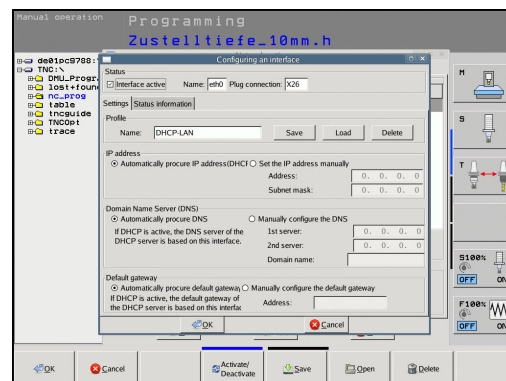 Manual operation
Programming
Zustelltiefe_10mm.h
Configuring an interface
de01pc9788:
TNC:\
DMU_Progr
lost+foun
nc_prog
table
tncguide
TNCOpt
trace
Status
Interface active
Name: eth0
Plug connection: X26
Settings
Status information
Profile
Name: DHCP-LAN
Save
Load
Delete
IP address
Automatically procure IP address(DHCP
Set the IP address manually
Address: 0. 0. 0. 0
Subnet mask: 0. 0. 0. 0
Domain Name Server (DNS)
Automatically procure DNS
Manually configure the DNS
If DHCP is active, the DNS server of the
DHCP server is based on this interface.
1st server: 0. 0. 0. 0
2nd server: 0. 0. 0. 0
Domain name:
Default gateway
Automatically procure default gateway
Manually configure the default gateway
If DHCP is active, the default gateway of
the DHCP server is based on this interfac
Address:
OK
Cancel
M
S
T
S100%
OFF ON
F100%
OFF ON
OK
Cancel
Activate/
Deactivate
Save
Open
Delete